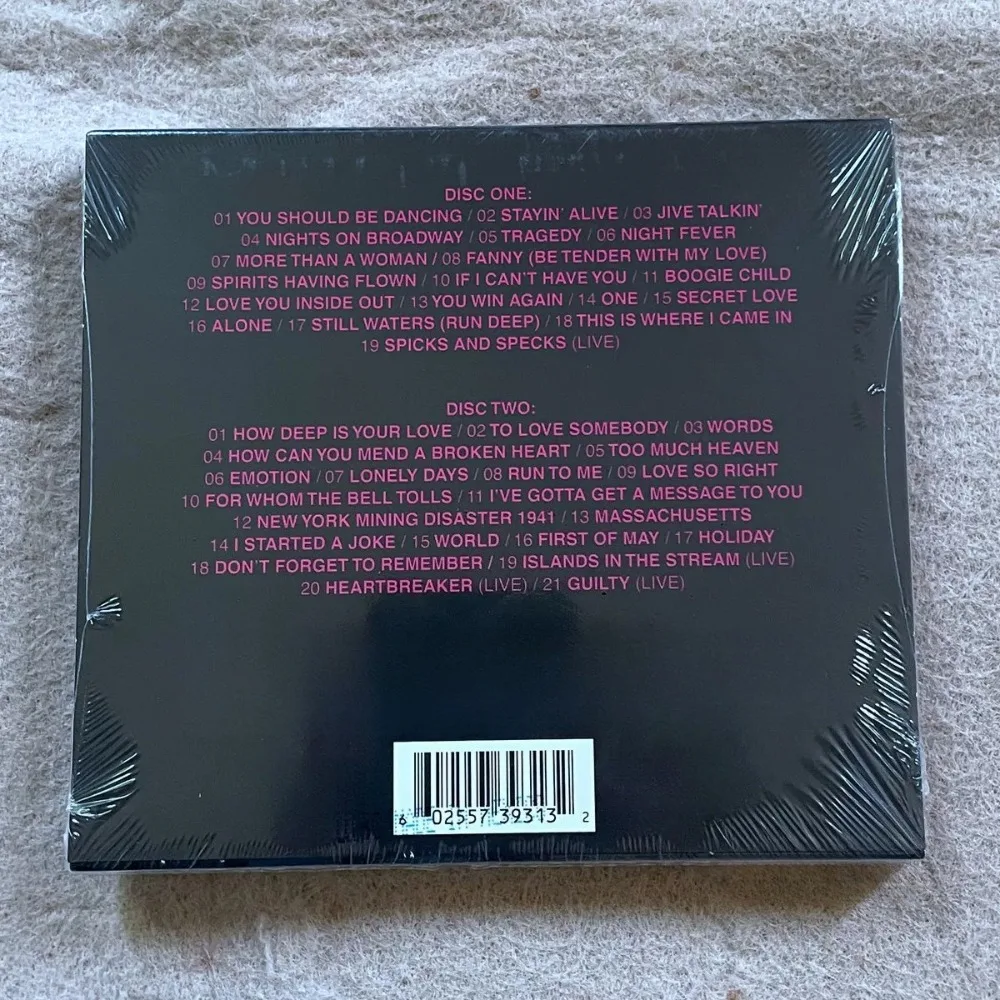 DISC ONE:
01 YOU SHOULD BE DANCING / 02 STAYIN' ALIVE / 03 JIVE TALKIN'
04 NIGHTS ON BROADWAY / 05 TRAGEDY / 06 NIGHT FEVER
07 MORE THAN A WOMAN / 08 FANNY (BE TENDER WITH MY LOVE)
09 SPIRITS HAVING FLOWN / 10 IF I CAN'T HAVE YOU / 11 BOOGIE CHILD
12 LOVE YOU INSIDE OUT / 13 YOU WIN AGAIN / 14 ONE / 15 SECRET LOVE
16 ALONE / 17 STILL WATERS (RUN DEEP) / 18 THIS IS WHERE I CAME IN
19 SPICKS AND SPECKS (LIVE)
DISC TWO:
01 HOW DEEP IS YOUR LOVE / 02 TO LOVE SOMEBODY / 03 WORDS
04 HOW CAN YOU MEND A BROKEN HEART / 05 TOO MUCH HEAVEN
06 EMOTION / 07 LONELY DAYS / 08 RUN TO ME / 09 LOVE SO RIGHT
10 FOR WHOM THE BELL TOLLS / 11 I'VE GOTTA GET A MESSAGE TO YOU
12 NEW YORK MINING DISASTER 1941 / 13 MASSACHUSETTS
14 I STARTED A JOKE / 15 WORLD / 16 FIRST OF MAY / 17 HOLIDAY
18 DON'T FORGET TO REMEMBER / 19 ISLANDS IN THE STREAM (LIVE)
20 HEARTBREAKER (LIVE) / 21 GUILTY (LIVE)
6 02557 39313 2